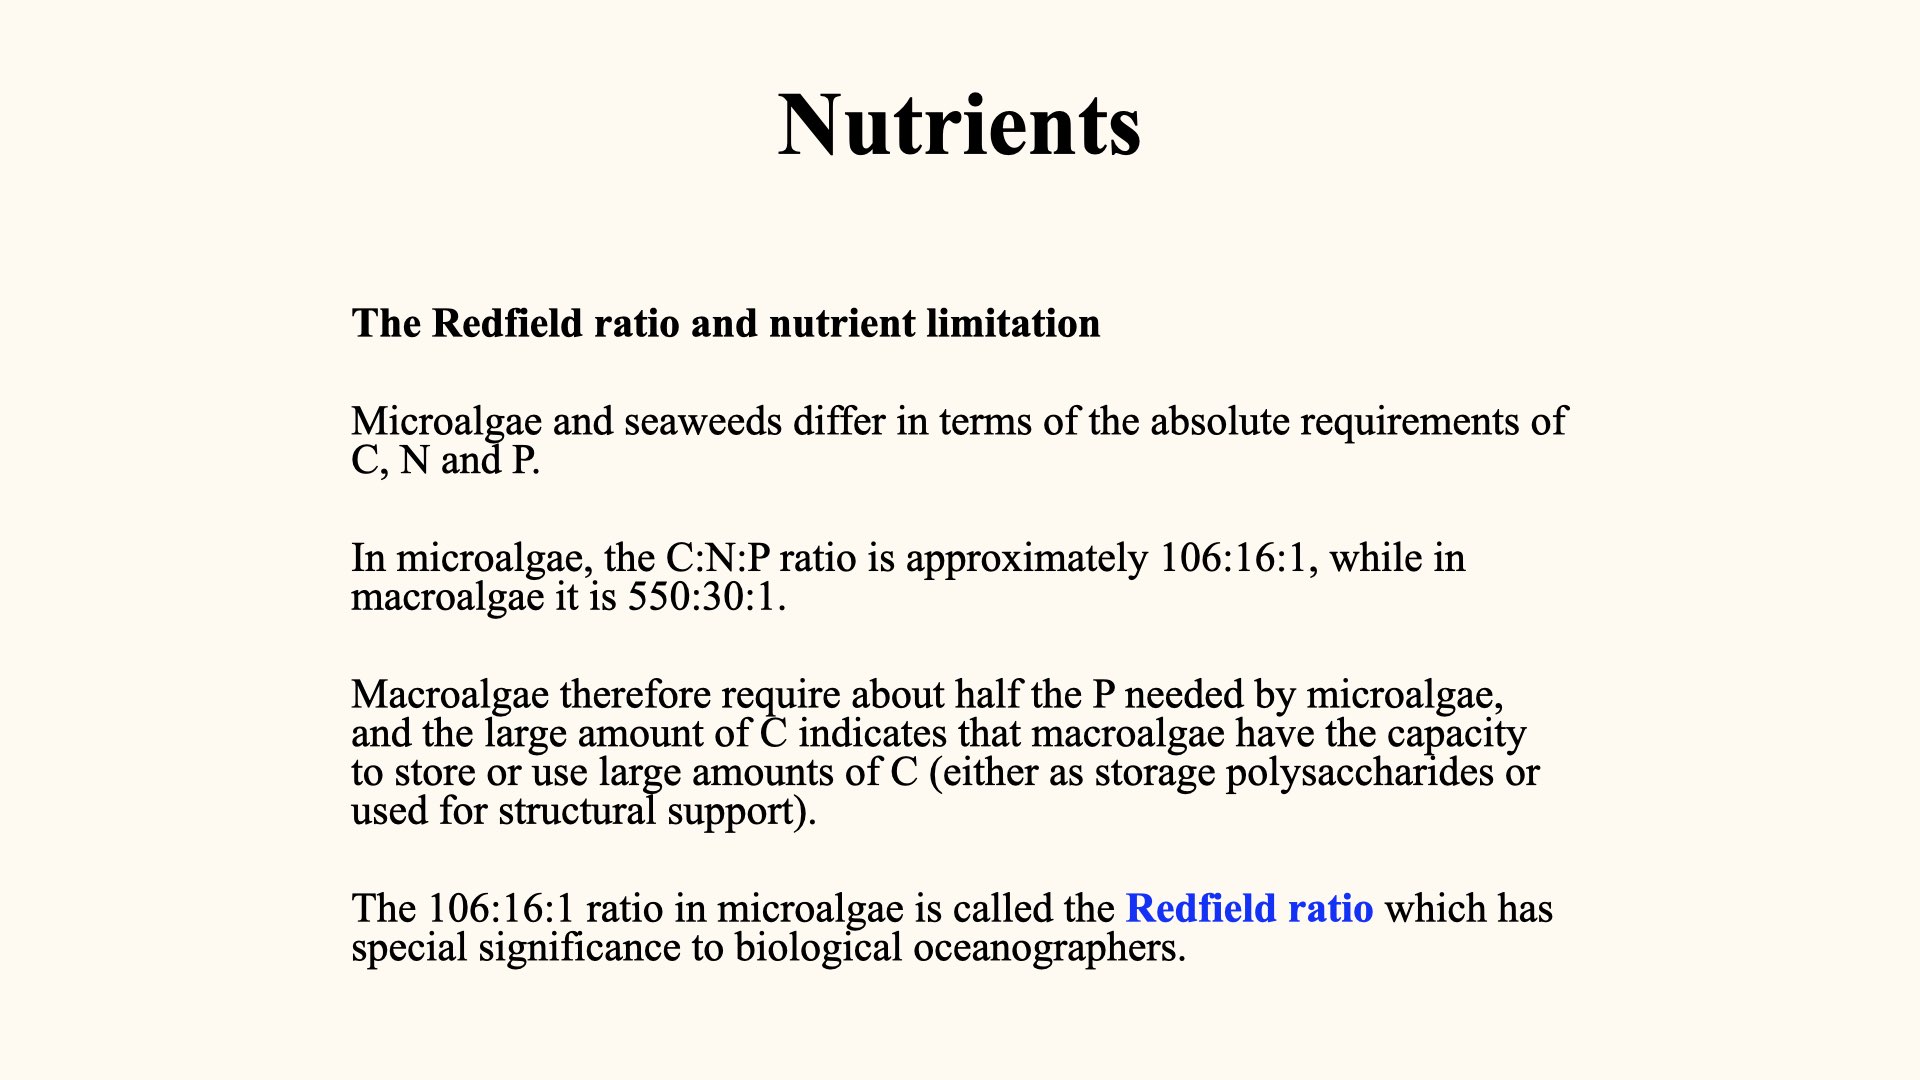 Nutrients
The Redfield ratio and nutrient limitation
Microalgae and seaweeds differ in terms of the absolute requirements of
C, N and P.
In microalgae, the C:N:P ratio is approximately 106:16:1, while in
macroalgae it is 550:30:1.
Macroalgae therefore require about half the P needed by microalgae,
and the large amount of C indicates that macroalgae have the capacity
to store or use large amounts of C (either as storage polysaccharides or
used for structural support).
The 106:16:1 ratio in microalgae is called the Redfield ratio which has
special significance to biological oceanographers.